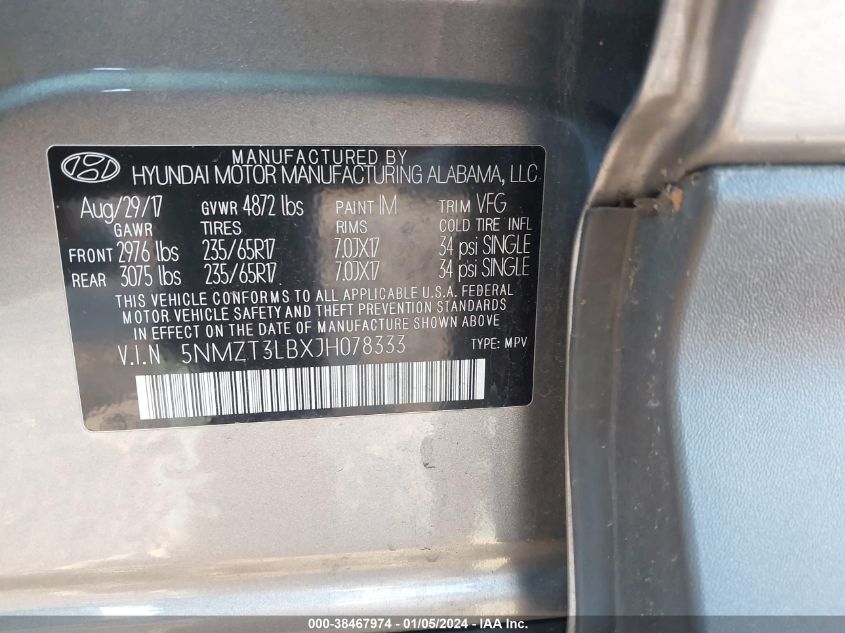 MANUFACTURED BY
HYUNDAI MOTOR MANUFACTURING ALABAMA, LLC
Aug/29/17 GVWR 4872 lbs PAINT IM TRIM VFG
GAWR TIRES RIMS COLD TIRE INFL
FRONT 2976 lbs 235/65R17 7.0JX17 34 psi SINGLE
REAR 3075 lbs 235/65R17 7.0JX17 34 psi SINGLE
THIS VEHICLE CONFORMS TO ALL APPLICABLE U.S.A. FEDERAL
MOTOR VEHICLE SAFETY AND THEFT PREVENTION STANDARDS
IN EFFECT ON THE DATE OF MANUFACTURE SHOWN ABOVE
V.I.N 5NMZT3LBXJH078333 TYPE: MPV
000-38467974 - 01/05/2024 - IAA Inc.